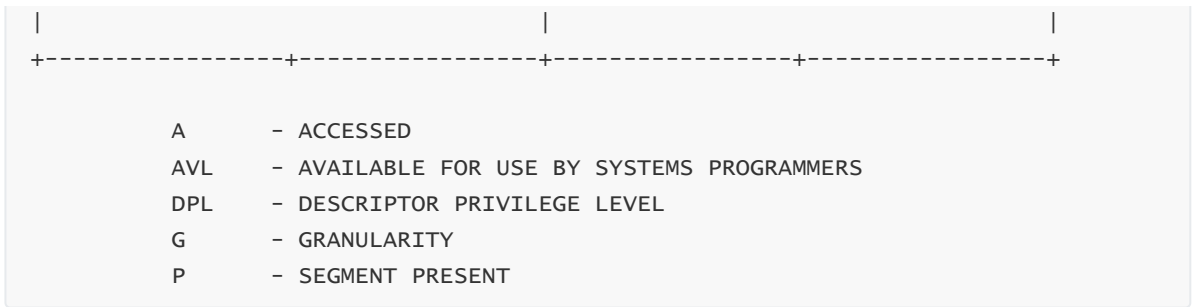 |                                   |                                   |
+-----------------+-----------------+-----------------+-----------------+
A      - ACCESSED
AVL    - AVAILABLE FOR USE BY SYSTEMS PROGRAMMERS
DPL    - DESCRIPTOR PRIVILEGE LEVEL
G      - GRANULARITY
P      - SEGMENT PRESENT